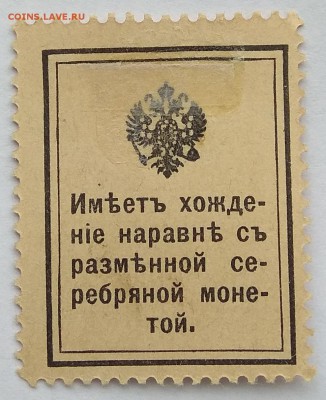 COINS.LAVE.RU
Имѣетъ хожде-
ніе наравнѣ съ
размѣнной се-
ребряной моне-
той.